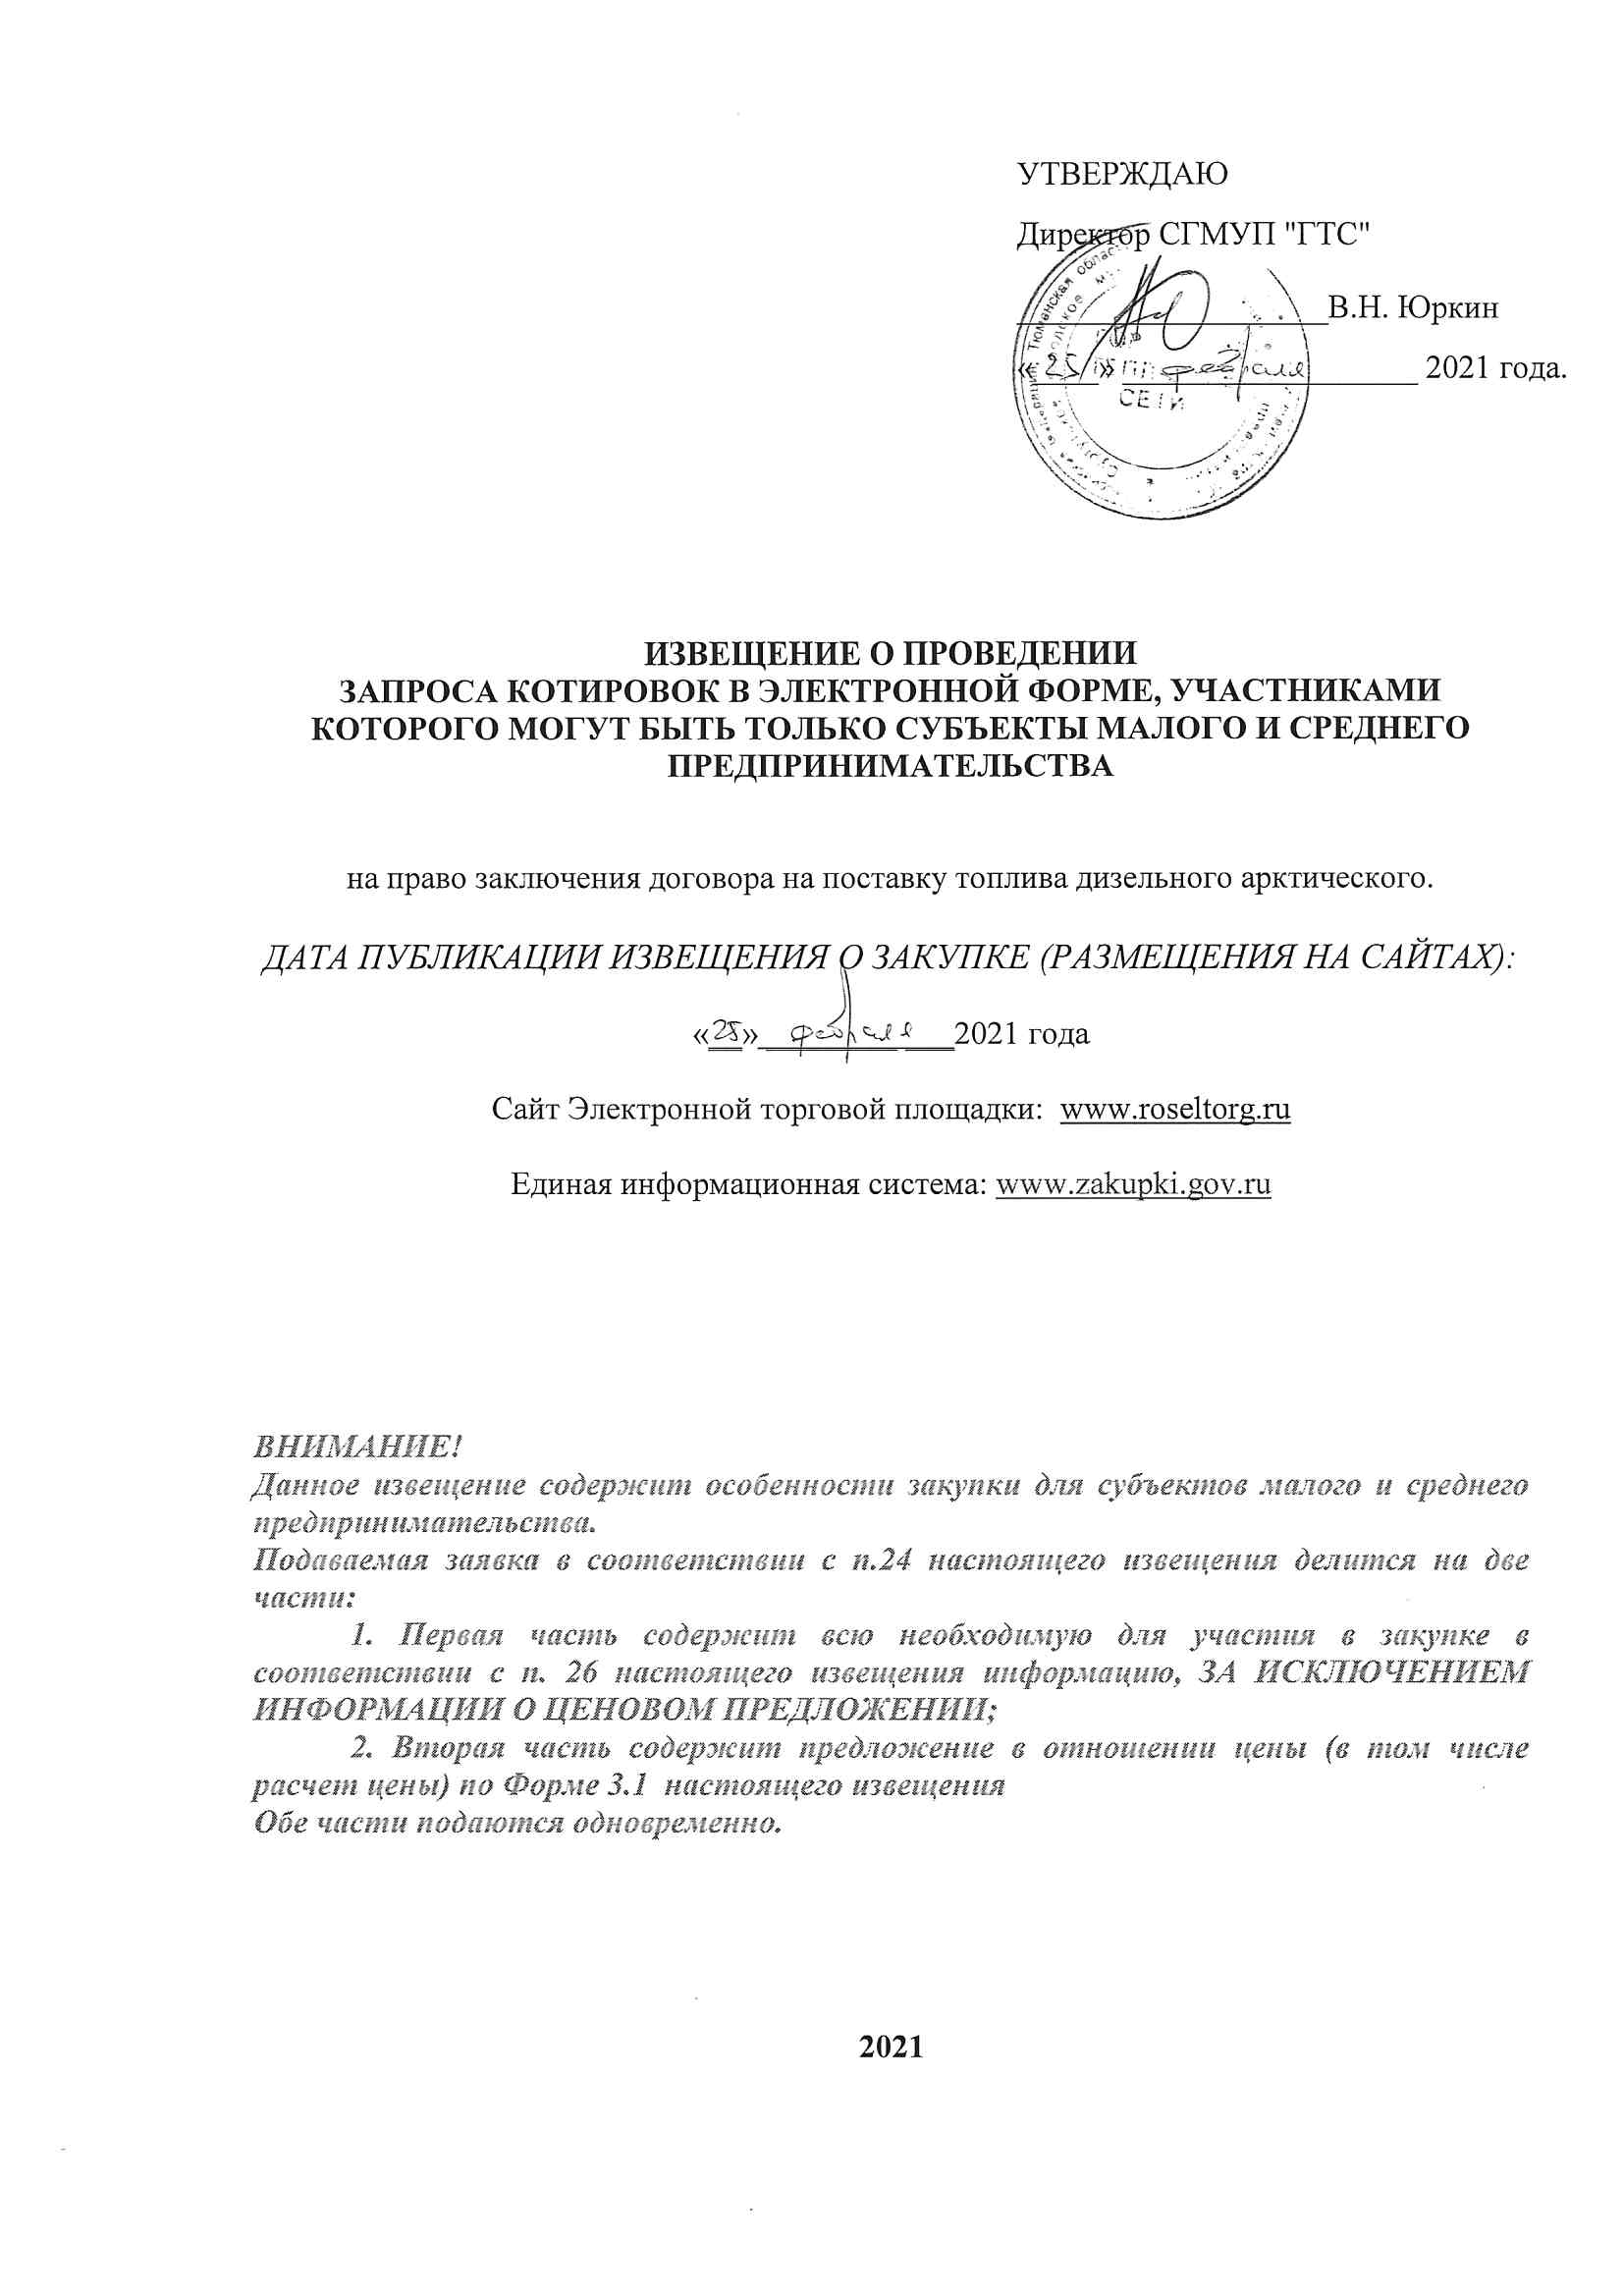 УТВЕРЖДАЮ
Директор СГМУП "ГТС"
В.Н. Юркин
«25» февраля 2021 года.
Тюменская
СЕТИ
ИЗВЕЩЕНИЕ О ПРОВЕДЕНИИ
ЗАПРОСА КОТИРОВОК В ЭЛЕКТРОННОЙ ФОРМЕ, УЧАСТНИКАМИ
КОТОРОГО МОГУТ БЫТЬ ТОЛЬКО СУБЪЕКТЫ МАЛОГО И СРЕДНЕГО
ПРЕДПРИНИМАТЕЛЬСТВА
на право заключения договора на поставку топлива дизельного арктического.
ДАТА ПУБЛИКАЦИИ ИЗВЕЩЕНИЯ О ЗАКУПКЕ (РАЗМЕЩЕНИЯ НА САЙТАХ):
«25» февраля 2021 года
Сайт Электронной торговой площадки: www.roseltorg.ru
Единая информационная система: www.zakupki.gov.ru
ВНИМАНИЕ!
Данное извещение содержит особенности закупки для субъектов малого и среднего
предпринимательства.
Подаваемая заявка в соответствии с п.24 настоящего извещения делится на две
части:
1. Первая часть содержит всю необходимую для участия в закупке в
соответствии с п. 26 настоящего извещения информацию, ЗА ИСКЛЮЧЕНИЕМ
ИНФОРМАЦИИ О ЦЕНОВОМ ПРЕДЛОЖЕНИИ;
2. Вторая часть содержит предложение в отношении цены (в том числе
расчет цены) по Форме 3.1 настоящего извещения
Обе части подаются одновременно.
2021